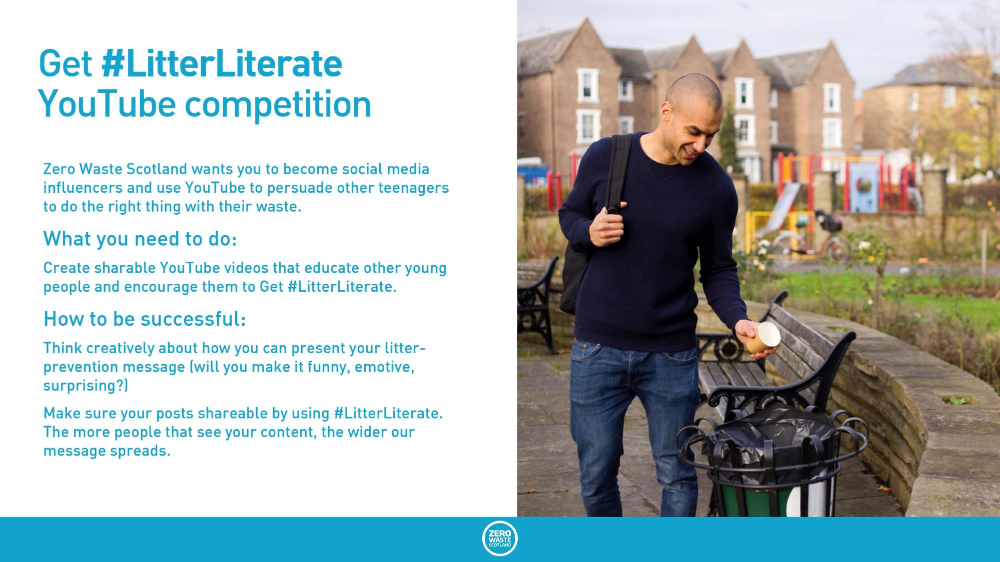 Get #LitterLiterate
YouTube competition
Zero Waste Scotland wants you to become social media
influencers and use YouTube to persuade other teenagers
to do the right thing with their waste.
What you need to do:
Create sharable YouTube videos that educate other young
people and encourage them to Get #LitterLiterate.
How to be successful:
Think creatively about how you can present your litter-
prevention message (will you make it funny, emotive,
surprising?)
Make sure your posts shareable by using #LitterLiterate.
The more people that see your content, the wider our
message spreads.
ZERO
WASTE
SCOTLAND